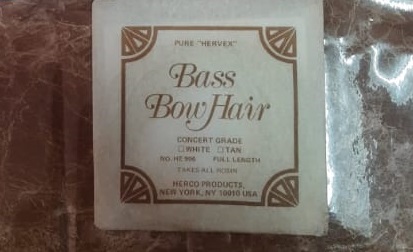 PURE "HERVEX"
Bass
Bow Hair
CONCERT GRADE
☐ WHITE ☐ TAN
NO. HE 906 FULL LENGTH
TAKES ALL ROSIN
HERCO PRODUCTS,
NEW YORK, NY 10010 USA